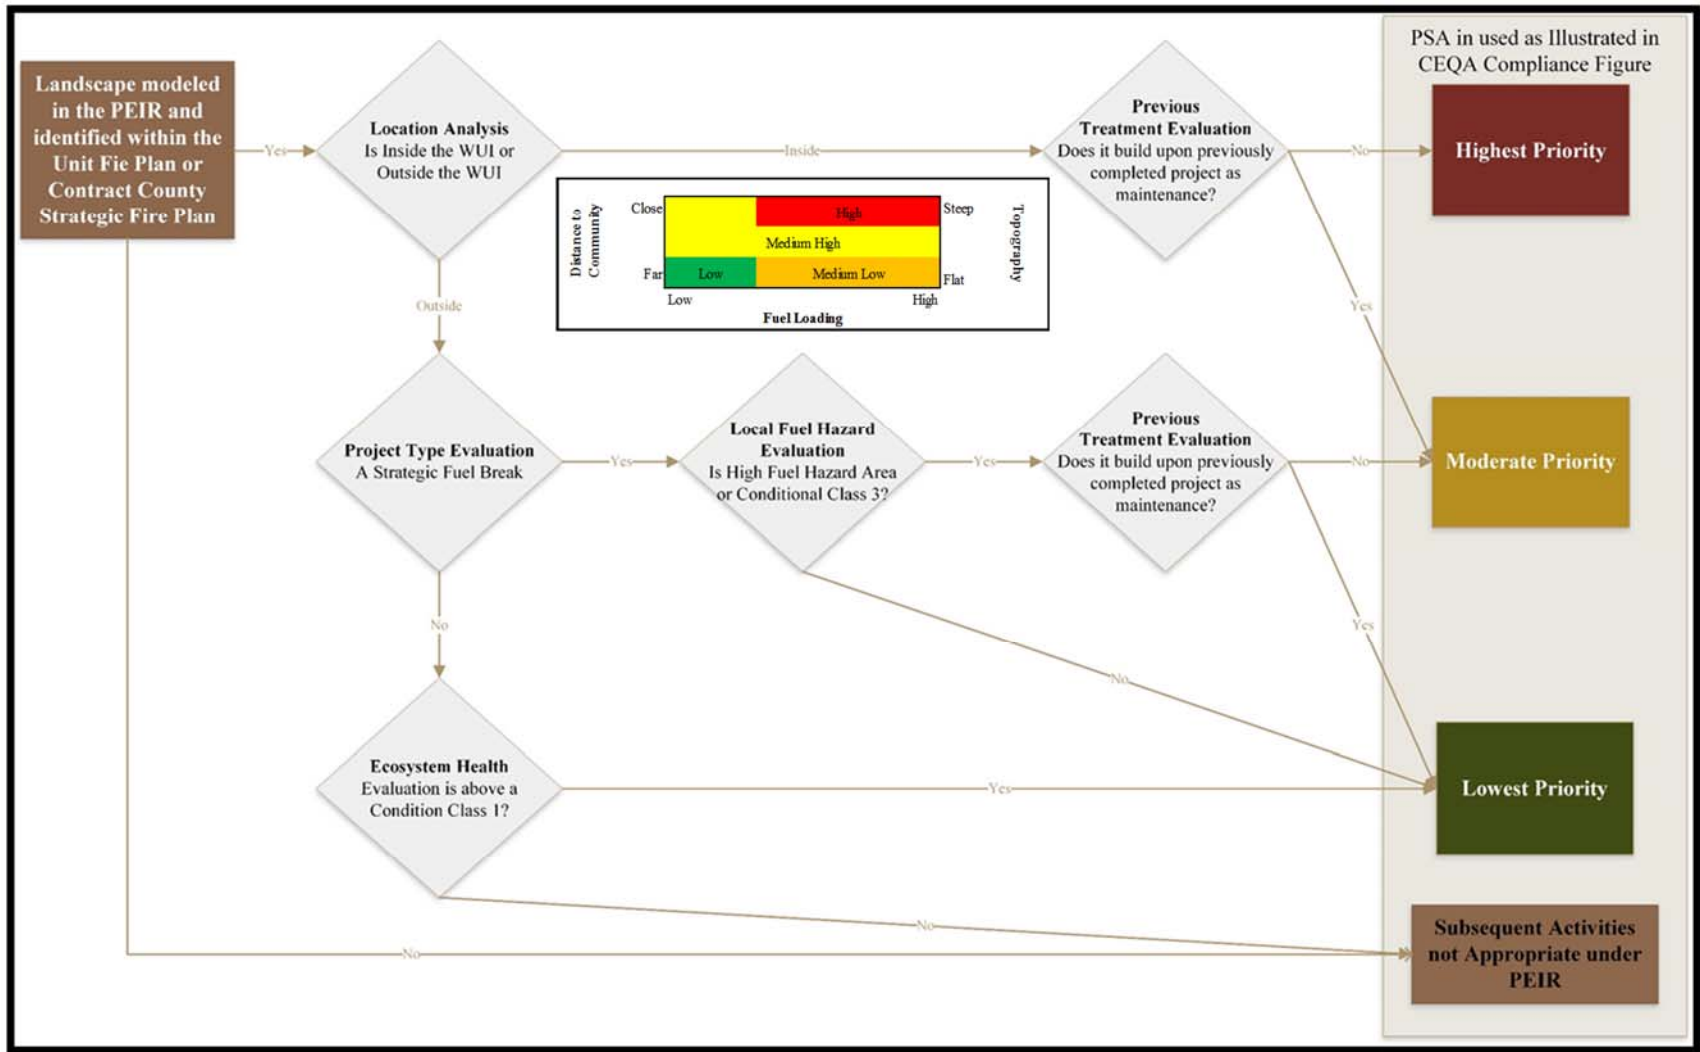 Landscape modeled
in the PEIR and
identified within the
Unit Fie Plan or
Contract County
Strategic Fire Plan
Yes
Location Analysis
Is Inside the WUI or
Outside the WUI
Inside
Previous
Treatment Evaluation
Does it build upon previously
completed project as
maintenance?
No
Yes
PSA in used as Illustrated in
CEQA Compliance Figure
Highest Priority
Distance to
Community
Close
Far
High
Medium High
Low
Medium Low
Steep
Flat
Topography
Low
High
Fuel Loading
Outside
Project Type Evaluation
A Strategic Fuel Break
Yes
Local Fuel Hazard
Evaluation
Is High Fuel Hazard Area
or Conditional Class 3?
Yes
Previous
Treatment Evaluation
Does it build upon previously
completed project as
maintenance?
No
Moderate Priority
Yes
No
No
Ecosystem Health
Evaluation is above a
Condition Class 1?
Yes
Lowest Priority
No
No
Subsequent Activities
not Appropriate under
PEIR